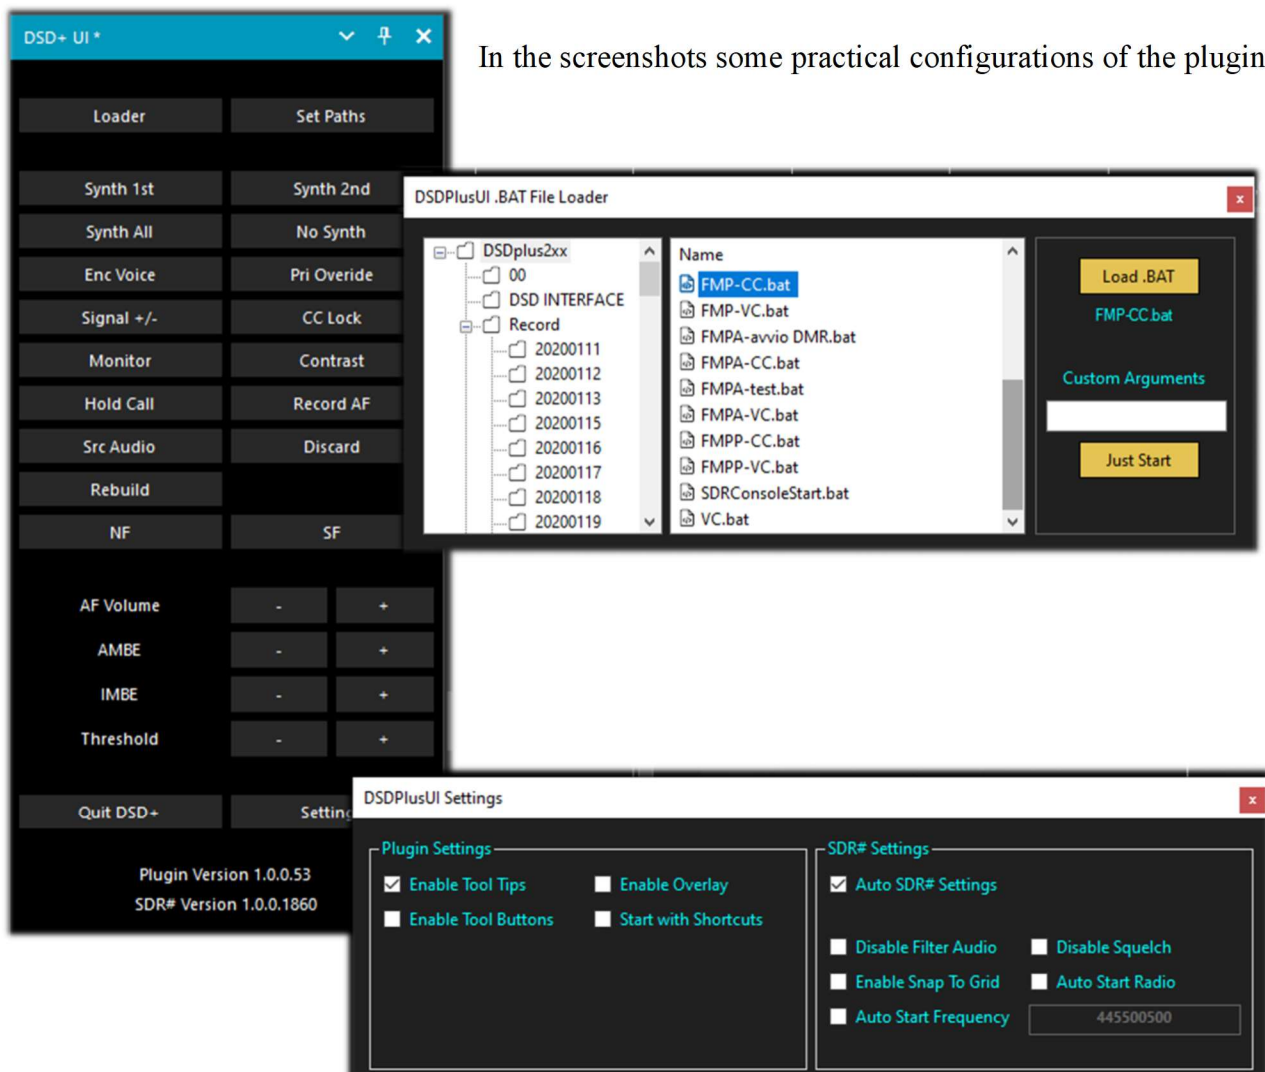 DSD+ UI *
In the screenshots some practical configurations of the plugin
Loader
Set Paths
Synth 1st
Synth 2nd
Synth All
No Synth
Enc Voice
Pri Overide
Signal +/-
CC Lock
Monitor
Contrast
Hold Call
Record AF
Src Audio
Discard
Rebuild
NF
SF
AF Volume
-
+
AMBE
-
+
IMBE
-
+
Threshold
-
+
Quit DSD+
Setting
Plugin Version 1.0.0.53
SDR# Version 1.0.0.1860
DSDPlusUI .BAT File Loader
x
DSDplus2xx
00
DSD INTERFACE
Record
20200111
20200112
20200113
20200115
20200116
20200117
20200118
20200119
Name
FMP-CC.bat
FMP-VC.bat
FMPA-avvio DMR.bat
FMPA-CC.bat
FMPA-test.bat
FMPA-VC.bat
FMPP-CC.bat
FMPP-VC.bat
SDRConsoleStart.bat
VC.bat
Load .BAT
FMP-CC.bat
Custom Arguments
Just Start
DSDPlusUI Settings
x
Plugin Settings
Enable Tool Tips
Enable Overlay
Enable Tool Buttons
Start with Shortcuts
SDR# Settings
Auto SDR# Settings
Disable Filter Audio
Disable Squelch
Enable Snap To Grid
Auto Start Radio
Auto Start Frequency
445500500